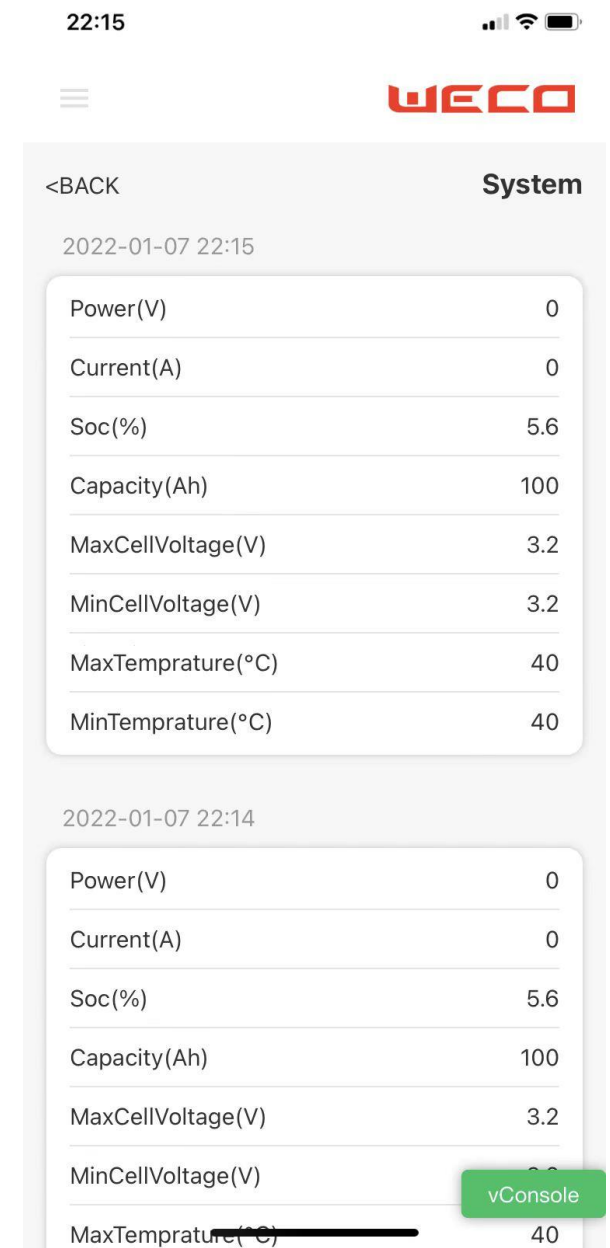 22:15
WECO
<BACK System
2022-01-07 22:15
Power(V) 0
Current(A) 0
Soc(%) 5.6
Capacity(Ah) 100
MaxCellVoltage(V) 3.2
MinCellVoltage(V) 3.2
MaxTemprature(°C) 40
MinTemprature(°C) 40
2022-01-07 22:14
Power(V) 0
Current(A) 0
Soc(%) 5.6
Capacity(Ah) 100
MaxCellVoltage(V) 3.2
MinCellVoltage(V)
vConsole
MaxTemprature(°C) 40